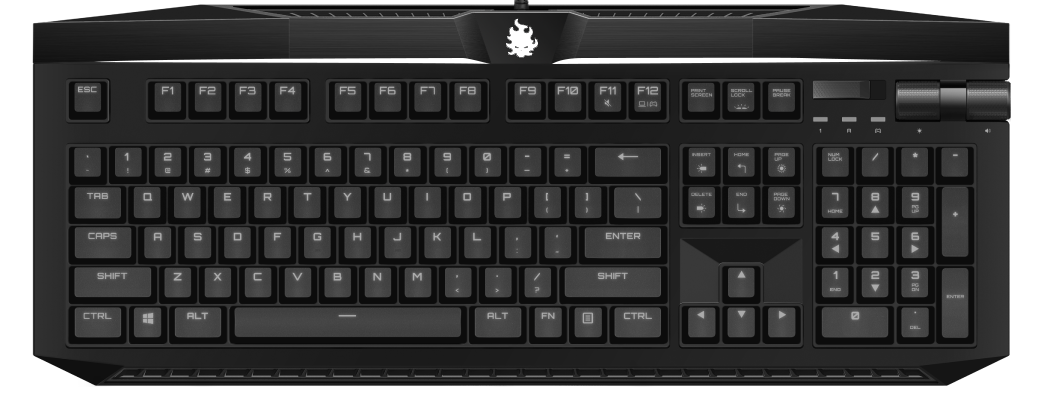 ESC F1 F2 F3 F4 F5 F6 F7 F8 F9 F10 F11 F12 PRINT SCREEN SCROLL LOCK PAUSE BREAK
1 A
1 2 3 4 5 6 7 8 9 0 - = ← INSERT HOME PAGE UP NUM LOCK / * -
! @ # $ % ^ & * ( )
TAB Q W E R T Y U I O P [ ] \ DELETE END PAGE DOWN 7 HOME 8 ▲ 9 PG UP +
{ } |
CAPS A S D F G H J K L ; ' ENTER 4 ◀ 5 6 ▶
SHIFT Z X C V B N M , . / ? SHIFT ▲ 1 END 2 ▼ 3 PG DN ENTER
CTRL ALT — ALT FN CTRL ◀ ▼ ▶ 0 . DEL